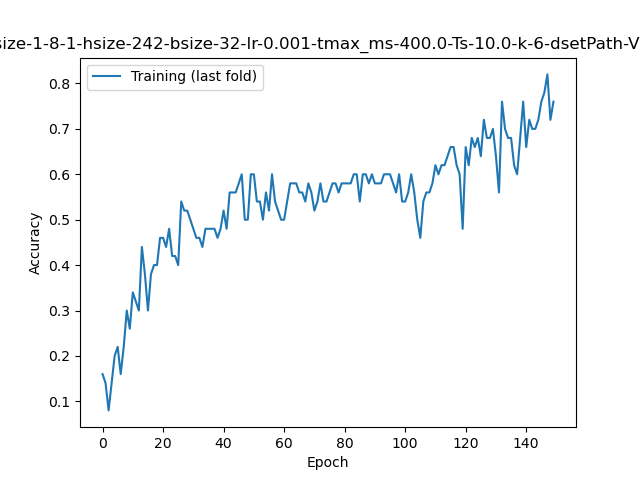 size-1-8-1-hsize-242-bsize-32-lr-0.001-tmax_ms-400.0-Ts-10.0-k-6-dsetPath-V
Training (last fold)
Accuracy
0.8
0.7
0.6
0.5
0.4
0.3
0.2
0.1
0 20 40 60 80 100 120 140
Epoch